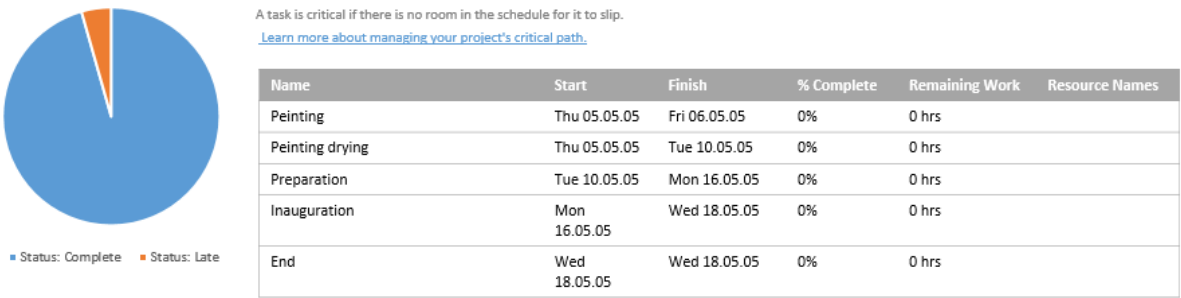 A task is critical if there is no room in the schedule for it to slip.
Learn more about managing your project's critical path.
Name Start Finish % Complete Remaining Work Resource Names
Peinting Thu 05.05.05 Fri 06.05.05 0% 0 hrs
Peinting drying Thu 05.05.05 Tue 10.05.05 0% 0 hrs
Preparation Tue 10.05.05 Mon 16.05.05 0% 0 hrs
Inauguration Mon Wed 18.05.05 0% 0 hrs
16.05.05
End Wed Wed 18.05.05 0% 0 hrs
18.05.05
Status: Complete Status: Late